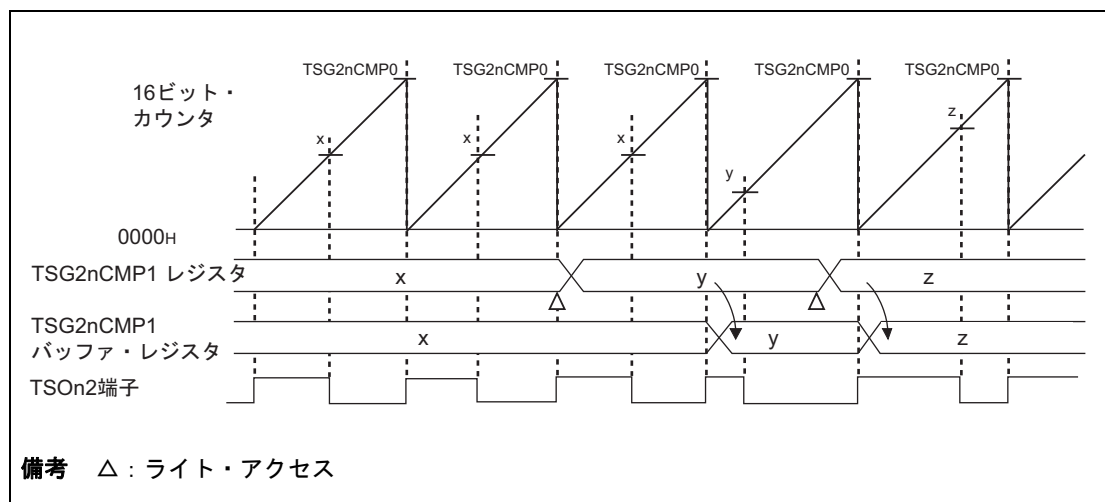 TSG2nCMP0 TSG2nCMP0 TSG2nCMP0 TSG2nCMP0 TSG2nCMP0
16ビット・
カウンタ
x x x y z
0000H
TSG2nCMP1 レジスタ x y z
TSG2nCMP1
バッファ・レジスタ x y z
TSOn2端子
備考 △:ライト・アクセス